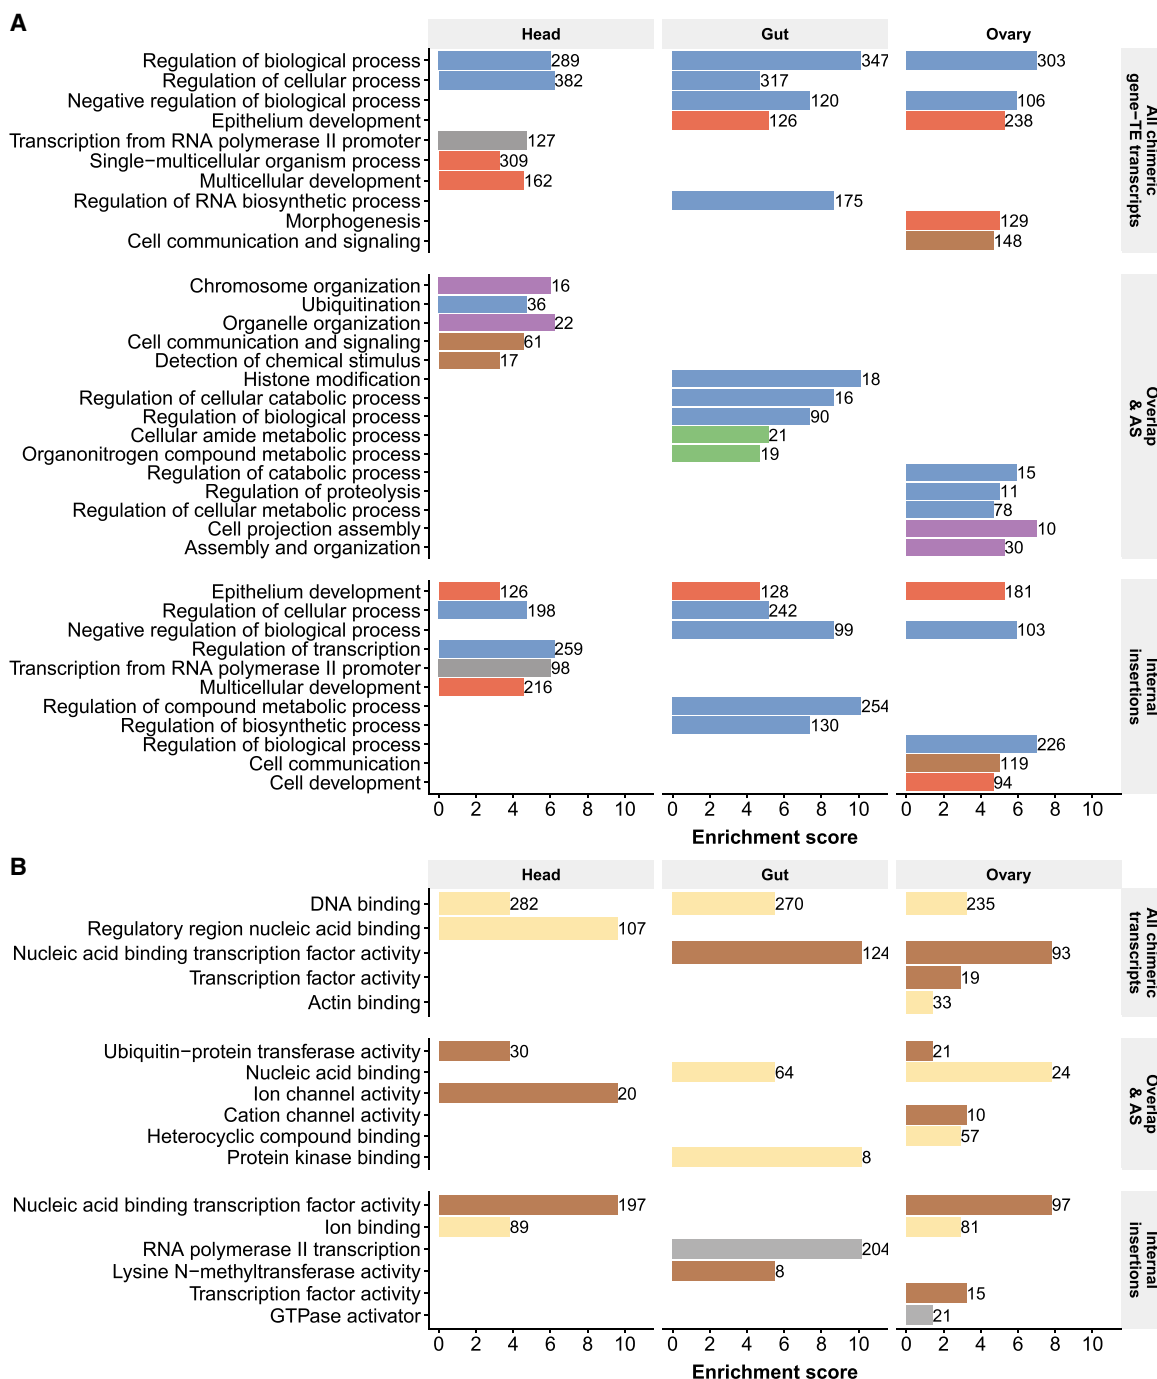 A
Head Gut Ovary
Regulation of biological process 289 347 303
Regulation of cellular process 382 317
Negative regulation of biological process 120 106
Epithelium development 126 238
Transcription from RNA polymerase II promoter 127
Single−multicellular organism process 309
Multicellular development 162
Regulation of RNA biosynthetic process 175
Morphogenesis 129
Cell communication and signaling 148
All chimeric
gene−TE transcripts
Chromosome organization 16
Ubiquitination 36
Organelle organization 22
Cell communication and signaling 61
Detection of chemical stimulus 17
Histone modification 18
Regulation of cellular catabolic process 16
Regulation of biological process 90
Cellular amide metabolic process 21
Organonitrogen compound metabolic process 19
Regulation of catabolic process 15
Regulation of proteolysis 11
Regulation of cellular metabolic process 78
Cell projection assembly 10
Assembly and organization 30
Overlap
& AS
Epithelium development 126 128 181
Regulation of cellular process 198 242
Negative regulation of biological process 99 103
Regulation of transcription 259
Transcription from RNA polymerase II promoter 98
Multicellular development 216
Regulation of compound metabolic process 254
Regulation of biosynthetic process 130
Regulation of biological process 226
Cell communication 119
Cell development 94
Internal
insertions
0 2 4 6 8 10 0 2 4 6 8 10 0 2 4 6 8 10
Enrichment score
B
Head Gut Ovary
DNA binding 282 270 235
Regulatory region nucleic acid binding 107
Nucleic acid binding transcription factor activity 124 93
Transcription factor activity 19
Actin binding 33
All chimeric
transcripts
Ubiquitin−protein transferase activity 30 21
Nucleic acid binding 64 24
Ion channel activity 20
Cation channel activity 10
Heterocyclic compound binding 57
Protein kinase binding 8
Overlap
& AS
Nucleic acid binding transcription factor activity 197 97
Ion binding 89 81
RNA polymerase II transcription 204
Lysine N−methyltransferase activity 8
Transcription factor activity 15
GTPase activator 21
Internal
insertions
0 2 4 6 8 10 0 2 4 6 8 10 0 2 4 6 8 10
Enrichment score